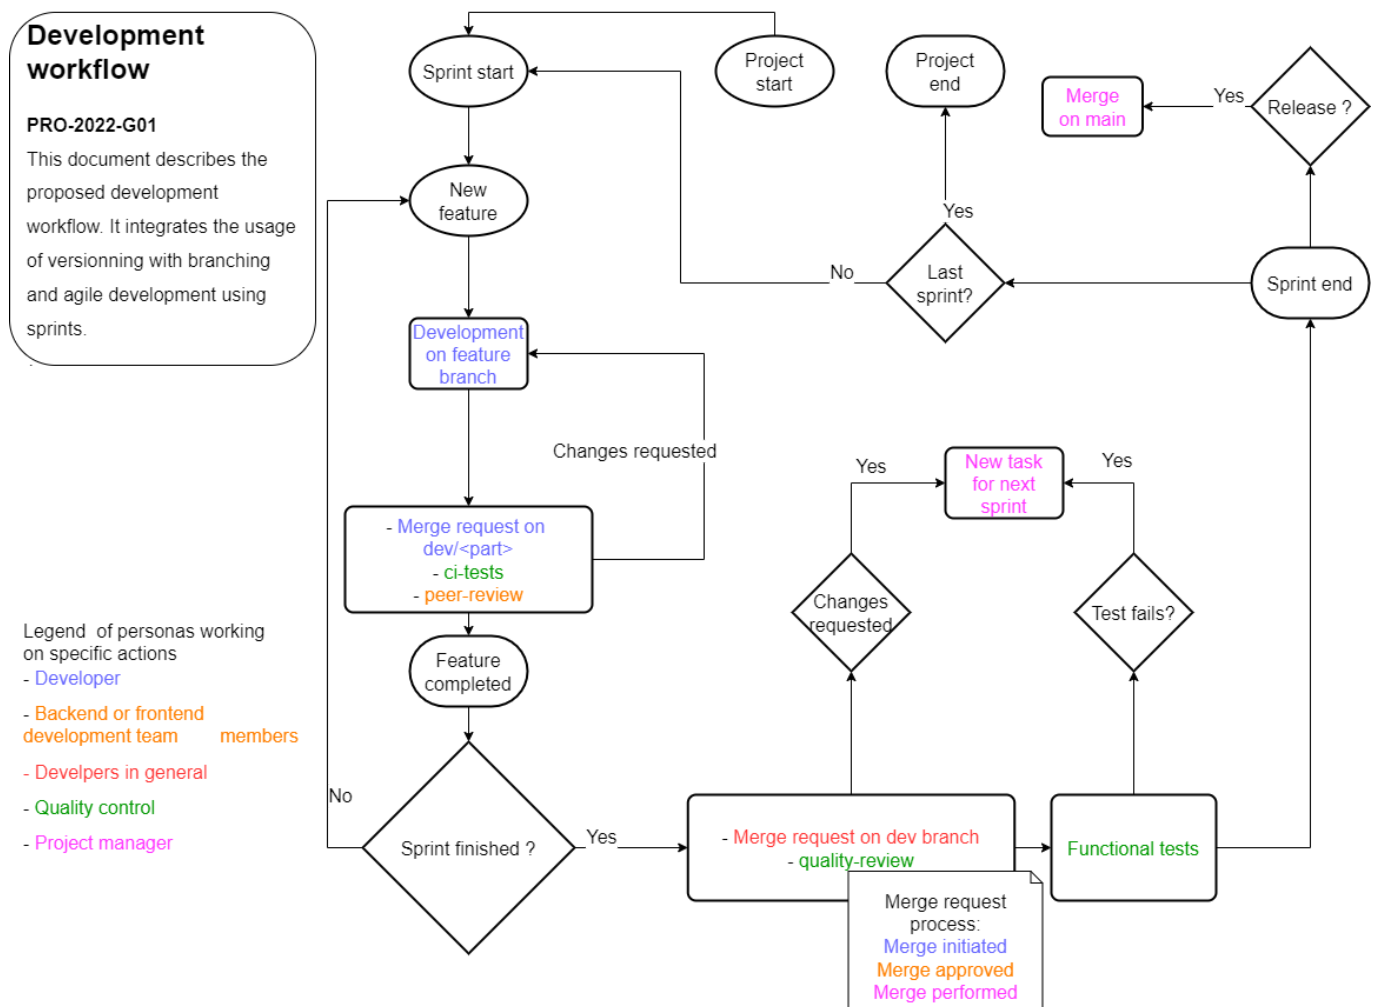 Development
workflow
PRO-2022-G01
This document describes the
proposed development
workflow. It integrates the usage
of versionning with branching
and agile development using
sprints.
.
Sprint start
Project
start
Project
end
Merge
on main
Yes
Release ?
New
feature
Yes
No
Last
sprint?
Sprint end
Development
on feature
branch
Changes requested
Yes
New task
for next
sprint
Yes
- Merge request on
dev/<part>
- ci-tests
- peer-review
Changes
requested
Test fails?
Legend of personas working
on specific actions
- Developer
- Backend or frontend
development team members
- Develpers in general
- Quality control
- Project manager
Feature
completed
No
Sprint finished ?
Yes
- Merge request on dev branch
- quality-review
Functional tests
Merge request
process:
Merge initiated
Merge approved
Merge performed